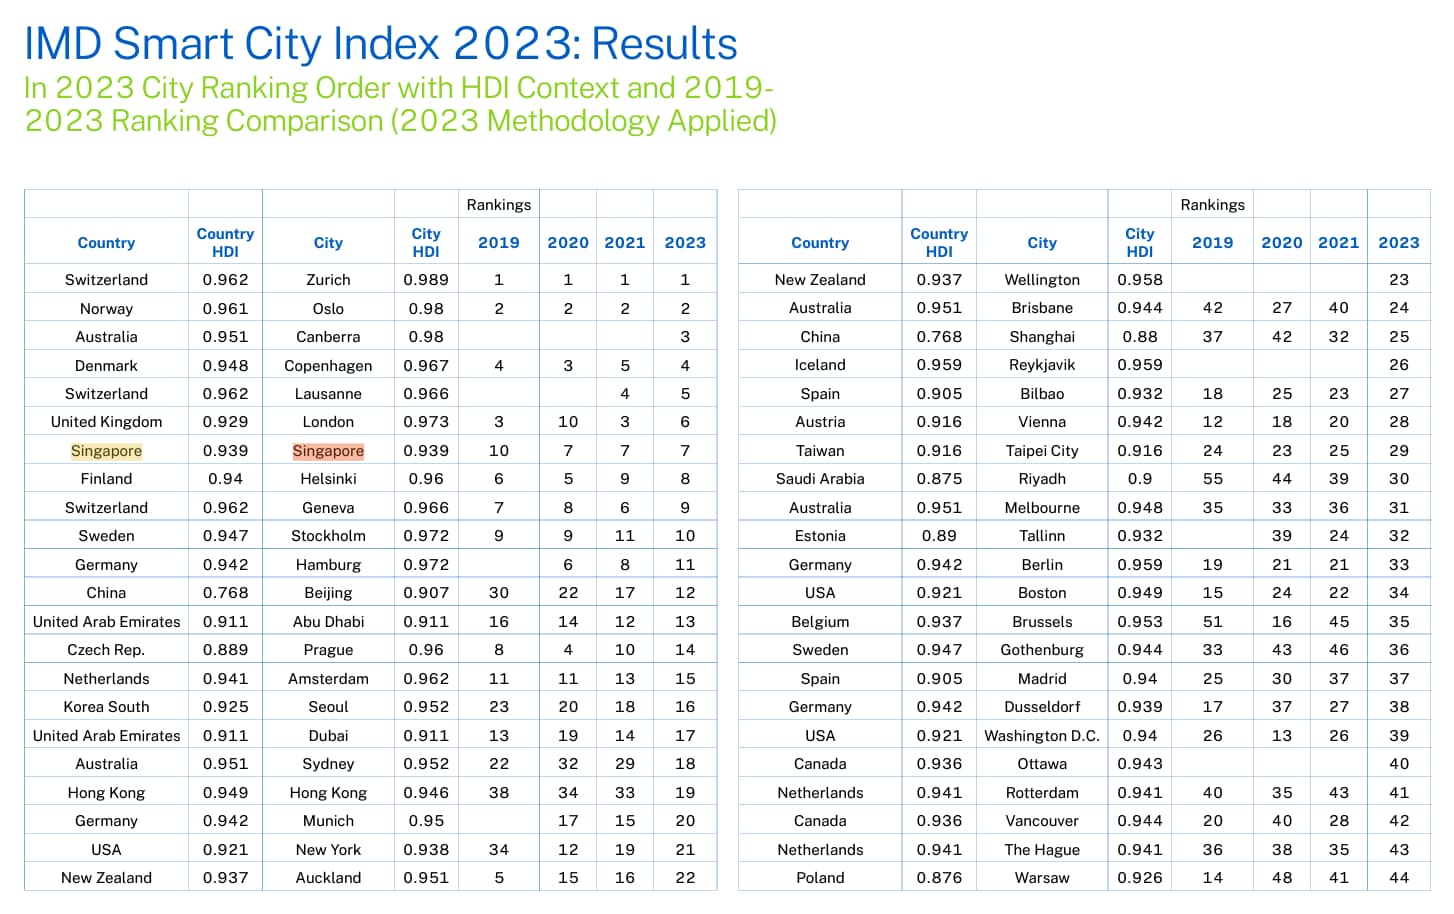 IMD Smart City Index 2023: Results
In 2023 City Ranking Order with HDI Context and 2019-
2023 Ranking Comparison (2023 Methodology Applied)
Rankings
Country Country HDI City City HDI 2019 2020 2021 2023
Switzerland 0.962 Zurich 0.989 1 1 1 1
Norway 0.961 Oslo 0.98 2 2 2 2
Australia 0.951 Canberra 0.98 3
Denmark 0.948 Copenhagen 0.967 4 3 5 4
Switzerland 0.962 Lausanne 0.966 4 5
United Kingdom 0.929 London 0.973 3 10 3 6
Singapore 0.939 Singapore 0.939 10 7 7 7
Finland 0.94 Helsinki 0.96 6 5 9 8
Switzerland 0.962 Geneva 0.966 7 8 6 9
Sweden 0.947 Stockholm 0.972 9 9 11 10
Germany 0.942 Hamburg 0.972 6 8 11
China 0.768 Beijing 0.907 30 22 17 12
United Arab Emirates 0.911 Abu Dhabi 0.911 16 14 12 13
Czech Rep. 0.889 Prague 0.96 8 4 10 14
Netherlands 0.941 Amsterdam 0.962 11 11 13 15
Korea South 0.925 Seoul 0.952 23 20 18 16
United Arab Emirates 0.911 Dubai 0.911 13 19 14 17
Australia 0.951 Sydney 0.952 22 32 29 18
Hong Kong 0.949 Hong Kong 0.946 38 34 33 19
Germany 0.942 Munich 0.95 17 15 20
USA 0.921 New York 0.938 34 12 19 21
New Zealand 0.937 Auckland 0.951 5 15 16 22
Rankings
Country Country HDI City City HDI 2019 2020 2021 2023
New Zealand 0.937 Wellington 0.958 23
Australia 0.951 Brisbane 0.944 42 27 40 24
China 0.768 Shanghai 0.88 37 42 32 25
Iceland 0.959 Reykjavik 0.959 26
Spain 0.905 Bilbao 0.932 18 25 23 27
Austria 0.916 Vienna 0.942 12 18 20 28
Taiwan 0.916 Taipei City 0.916 24 23 25 29
Saudi Arabia 0.875 Riyadh 0.9 55 44 39 30
Australia 0.951 Melbourne 0.948 35 33 36 31
Estonia 0.89 Tallinn 0.932 39 24 32
Germany 0.942 Berlin 0.959 19 21 21 33
USA 0.921 Boston 0.949 15 24 22 34
Belgium 0.937 Brussels 0.953 51 16 45 35
Sweden 0.947 Gothenburg 0.944 33 43 46 36
Spain 0.905 Madrid 0.94 25 30 37 37
Germany 0.942 Dusseldorf 0.939 17 37 27 38
USA 0.921 Washington D.C. 0.94 26 13 26 39
Canada 0.936 Ottawa 0.943 40
Netherlands 0.941 Rotterdam 0.941 40 35 43 41
Canada 0.936 Vancouver 0.944 20 40 28 42
Netherlands 0.941 The Hague 0.941 36 38 35 43
Poland 0.876 Warsaw 0.926 14 48 41 44